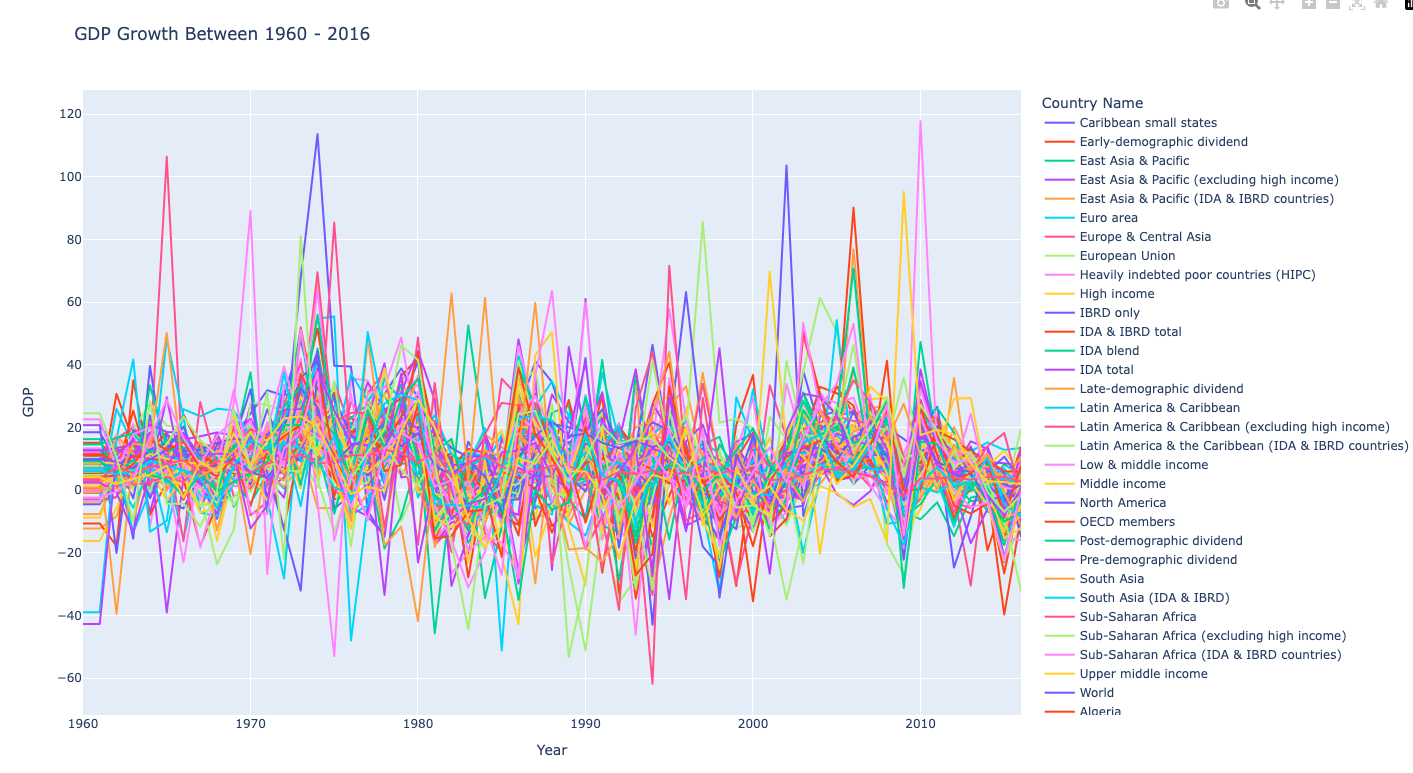 GDP Growth Between 1960 - 2016
120
100
80
60
40
20
0
−20
−40
−60
GDP
1960
1970
1980
1990
2000
2010
Year
Country Name
Caribbean small states
Early-demographic dividend
East Asia & Pacific
East Asia & Pacific (excluding high income)
East Asia & Pacific (IDA & IBRD countries)
Euro area
Europe & Central Asia
European Union
Heavily indebted poor countries (HIPC)
High income
IBRD only
IDA & IBRD total
IDA blend
IDA total
Late-demographic dividend
Latin America & Caribbean
Latin America & Caribbean (excluding high income)
Latin America & the Caribbean (IDA & IBRD countries)
Low & middle income
Middle income
North America
OECD members
Post-demographic dividend
Pre-demographic dividend
South Asia
South Asia (IDA & IBRD)
Sub-Saharan Africa
Sub-Saharan Africa (excluding high income)
Sub-Saharan Africa (IDA & IBRD countries)
Upper middle income
World
Algeria